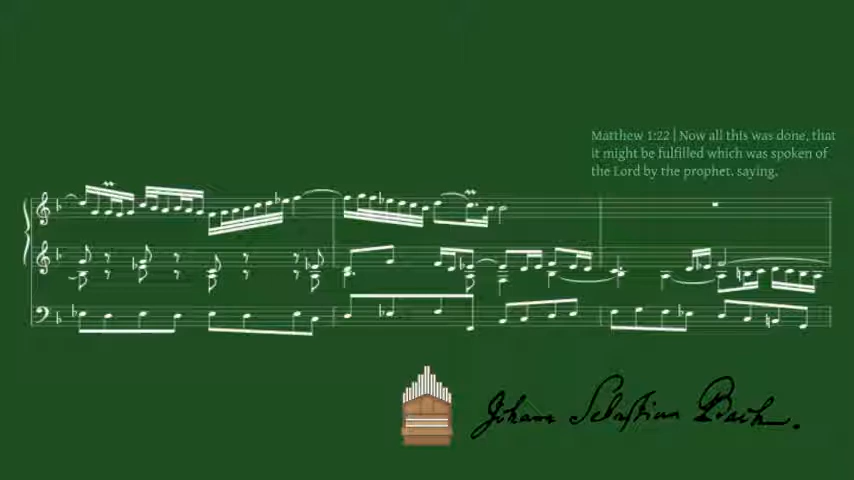 Matthew 1:22 | Now all this was done, that
it might be fulfilled which was spoken of
the Lord by the prophet, saying,
Johann Sebastian Bach.